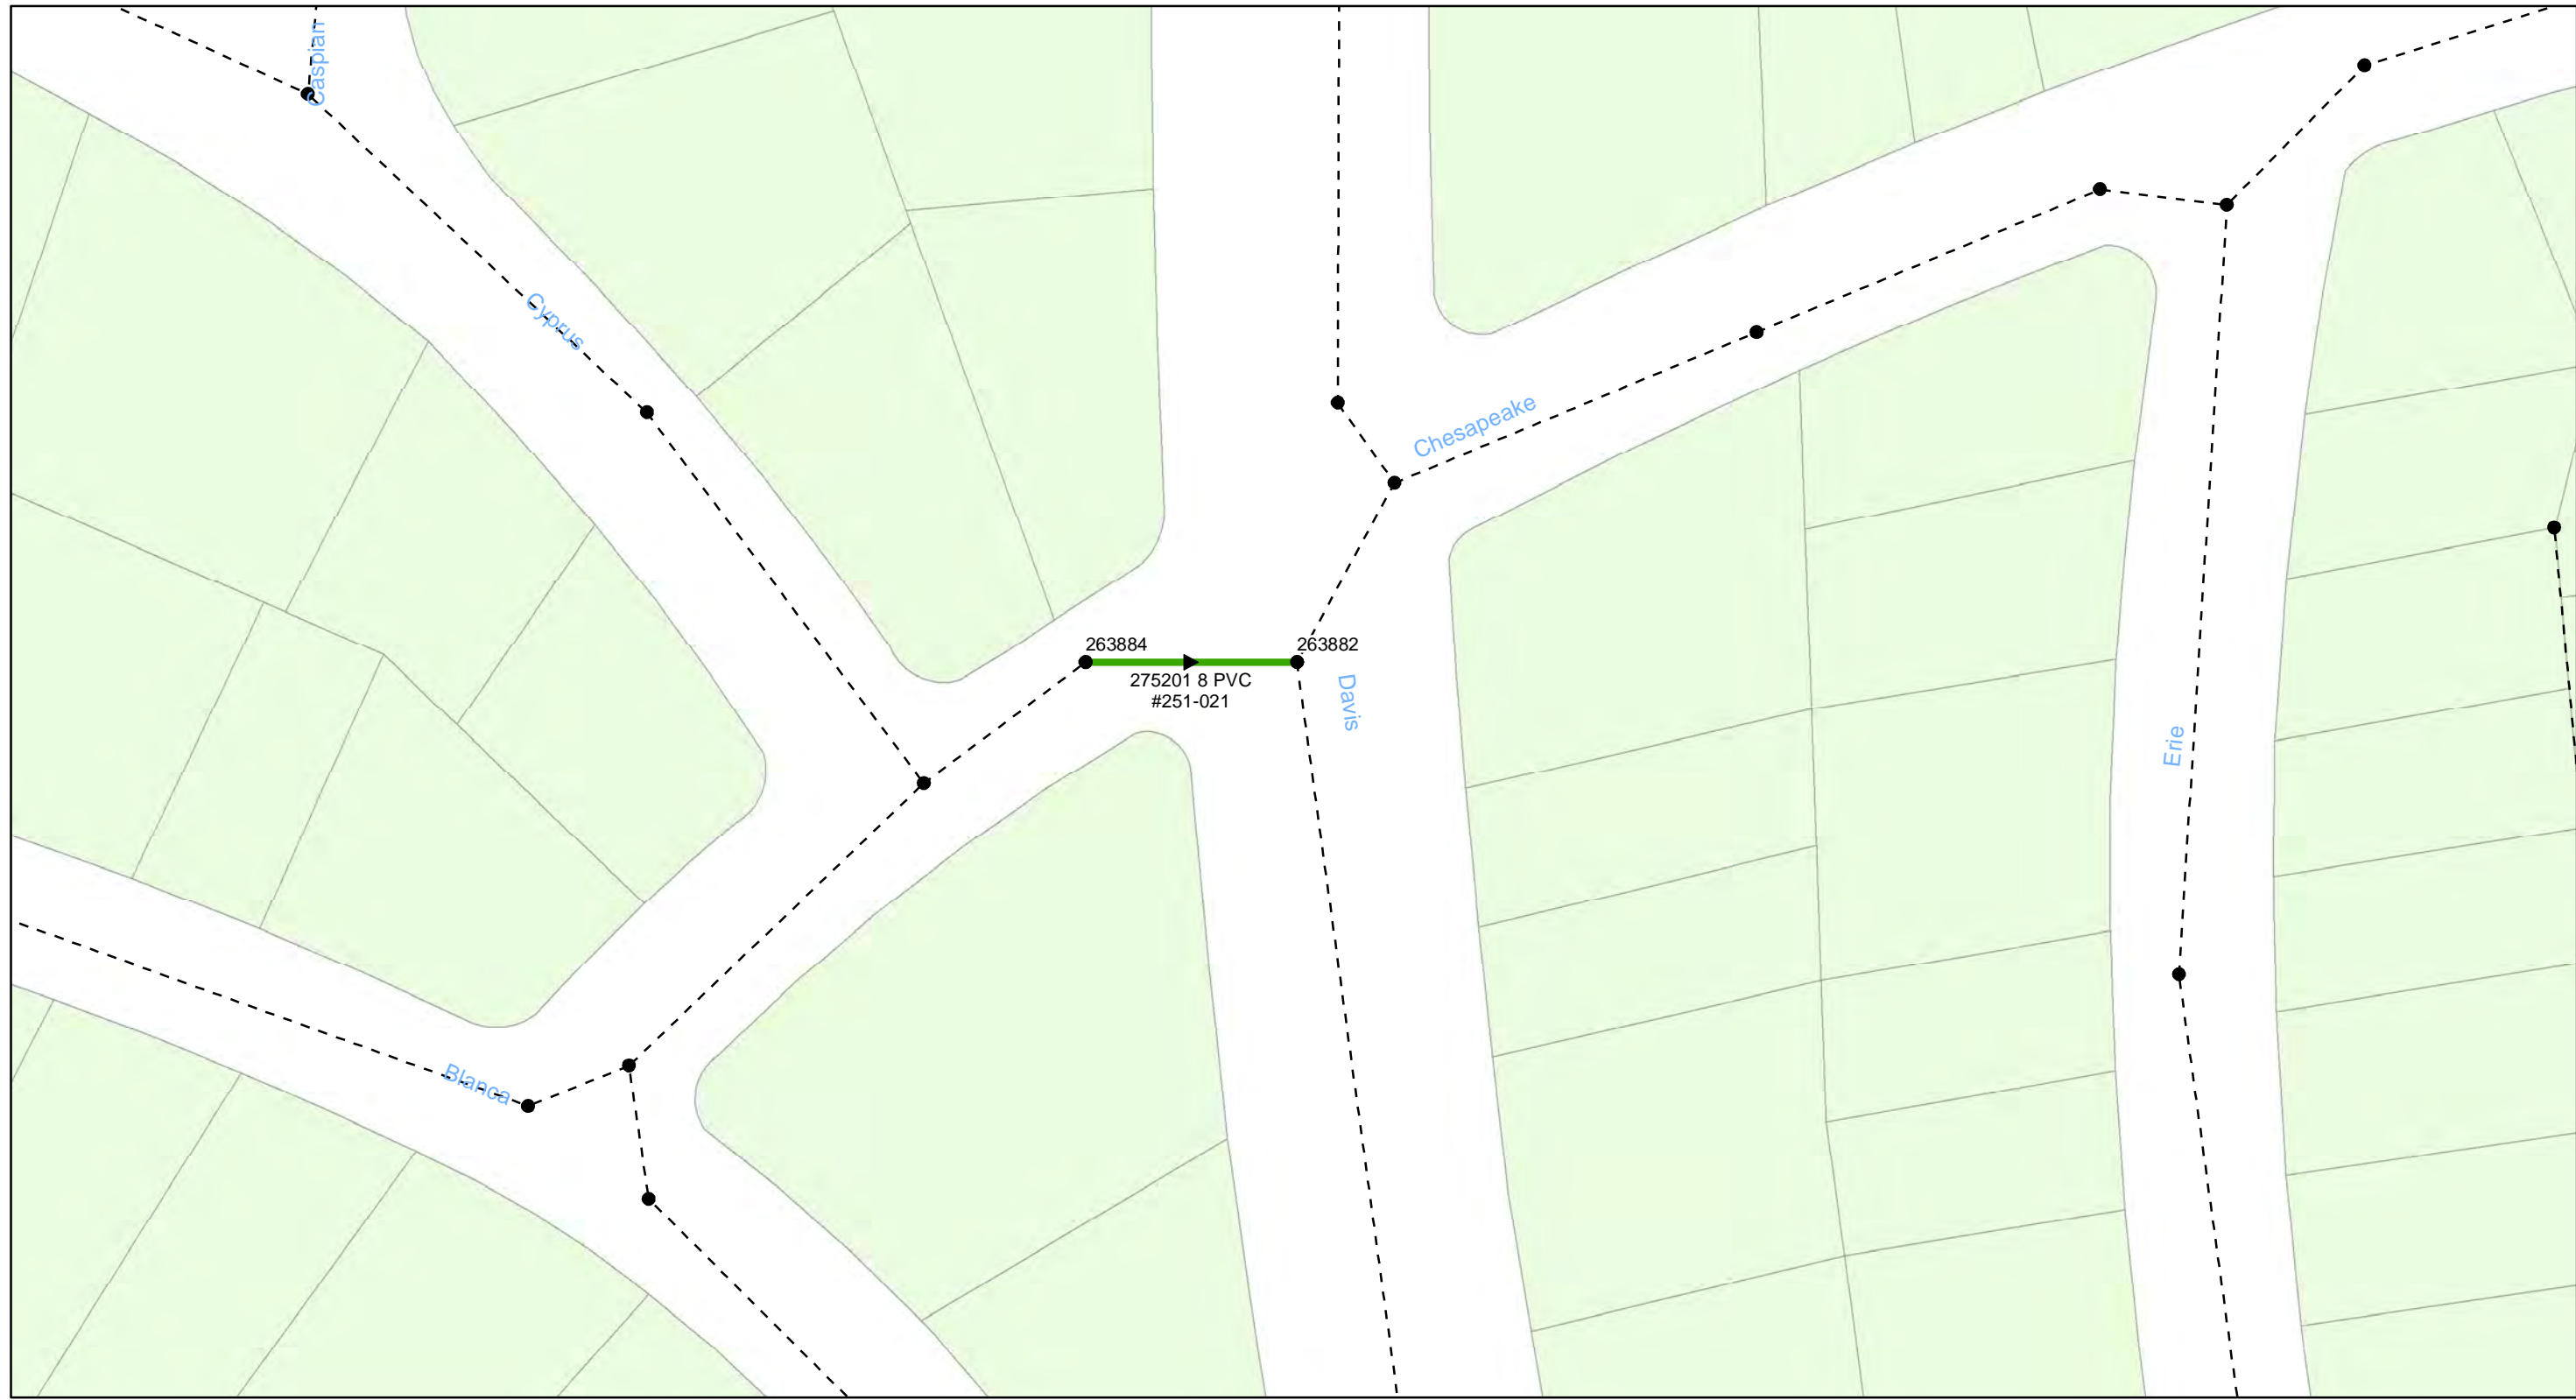 Caspian
Cyprus
Chesapeake
263884
263882
275201 8 PVC
#251-021
Davis
Erie
Blanca